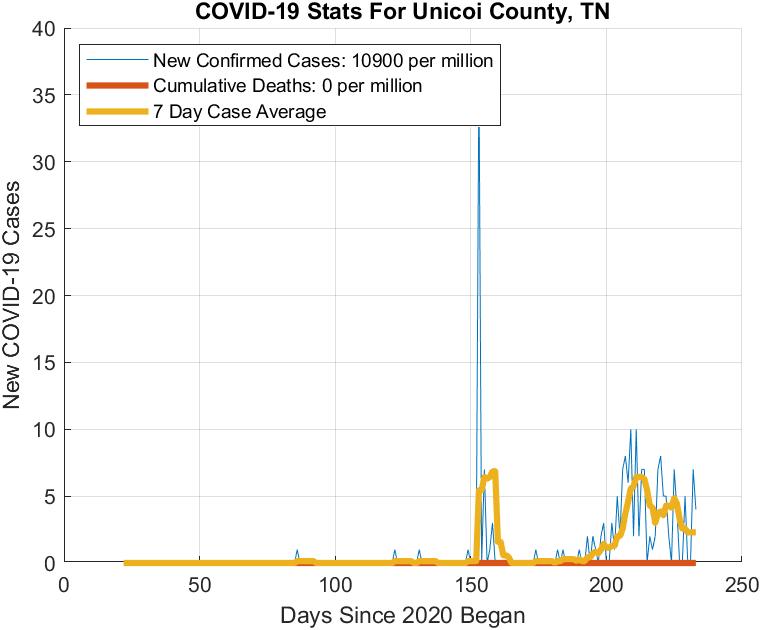 COVID-19 Stats For Unicoi County, TN
New Confirmed Cases: 10900 per million
Cumulative Deaths: 0 per million
7 Day Case Average
New COVID-19 Cases
40
35
30
25
20
15
10
5
0
0 50 100 150 200 250
Days Since 2020 Began